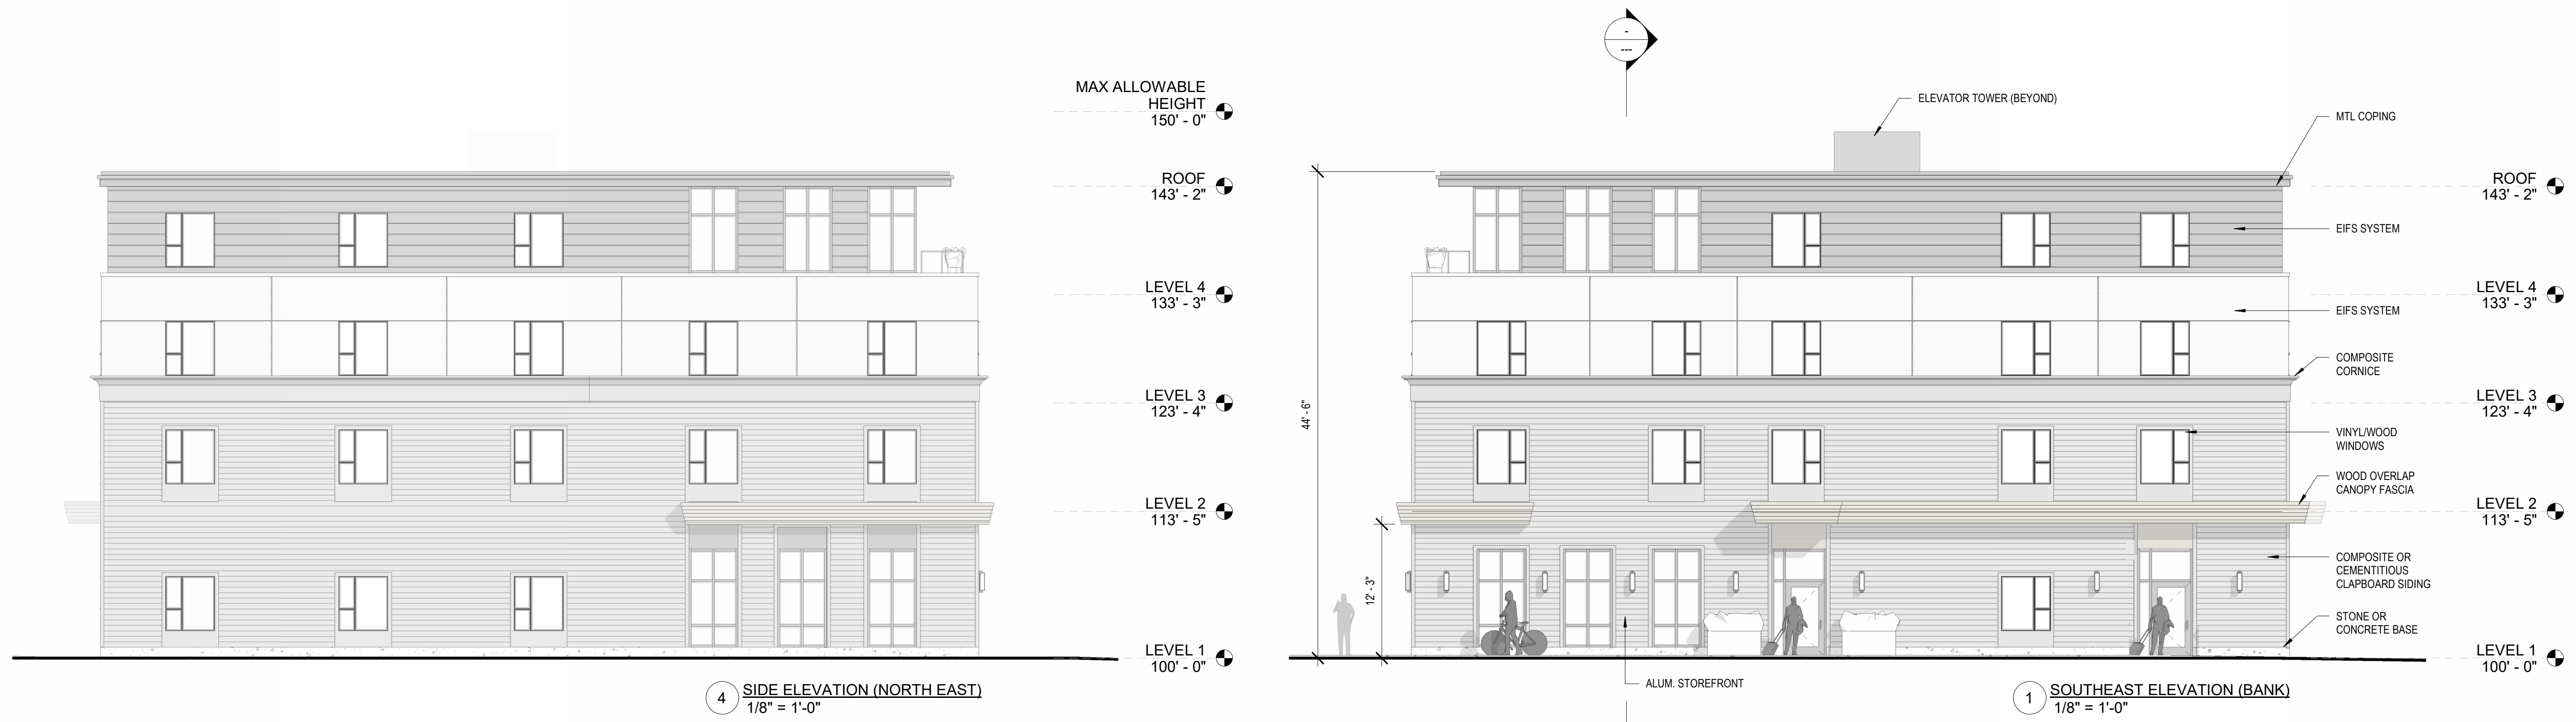 MAX ALLOWABLE
HEIGHT
150' - 0"
ROOF
143' - 2"
LEVEL 4
133' - 3"
LEVEL 3
123' - 4"
LEVEL 2
113' - 5"
LEVEL 1
100' - 0"
4
SIDE ELEVATION (NORTH EAST)
1/8" = 1'-0"
-
---
ELEVATOR TOWER (BEYOND)
MTL COPING
EIFS SYSTEM
EIFS SYSTEM
COMPOSITE
CORNICE
VINYL/WOOD
WINDOWS
WOOD OVERLAP
CANOPY FASCIA
COMPOSITE OR
CEMENTITIOUS
CLAPBOARD SIDING
STONE OR
CONCRETE BASE
44' - 6"
12' - 3"
ALUM. STOREFRONT
ROOF
143' - 2"
LEVEL 4
133' - 3"
LEVEL 3
123' - 4"
LEVEL 2
113' - 5"
LEVEL 1
100' - 0"
1
SOUTHEAST ELEVATION (BANK)
1/8" = 1'-0"